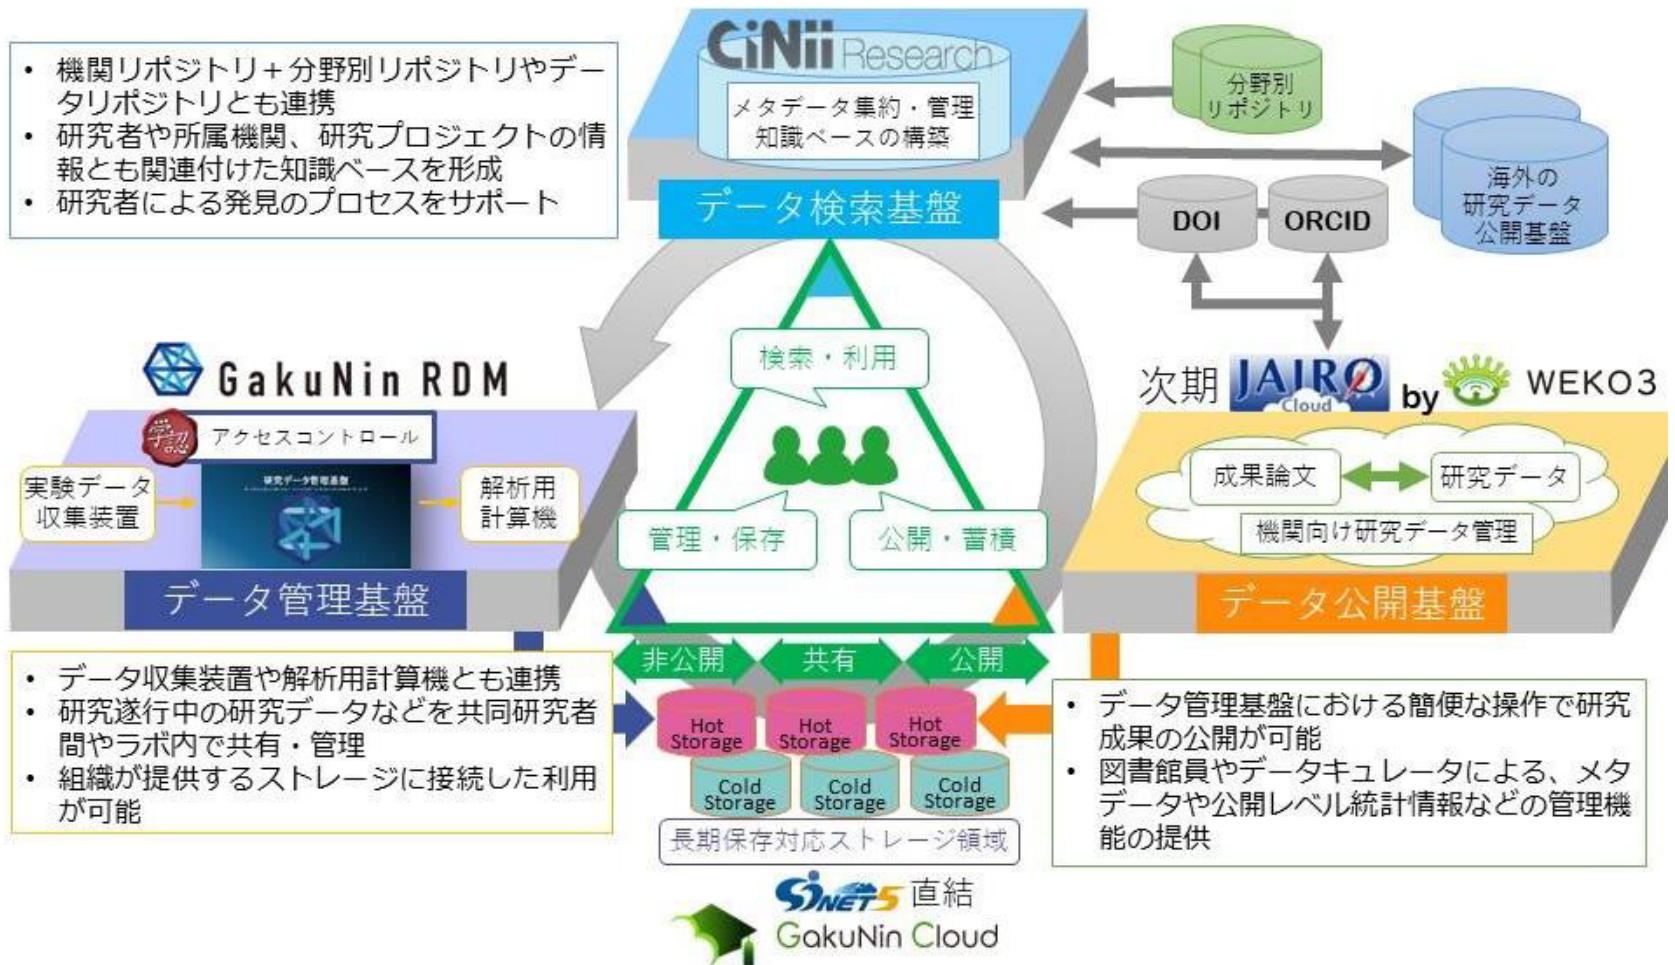 CiNii Research
メタデータ集約・管理
知識ベースの構築
データ検索基盤
• 機関リポジトリ+分野別リポジトリやデー
タリポジトリとも連携
• 研究者や所属機関、研究プロジェクトの情
報とも関連付けた知識ベースを形成
• 研究者による発見のプロセスをサポート
分野別
リポジトリ
海外の
研究データ
公開基盤
DOI
ORCID
検索・利用
管理・保存
公開・蓄積
GakuNin RDM
学認
アクセスコントロール
実験データ
収集装置
研究データ管理基盤
解析用
計算機
データ管理基盤
次期 JAIRO Cloud by WEKO3
成果論文
研究データ
機関向け研究データ管理
データ公開基盤
非公開
共有
公開
• データ収集装置や解析用計算機とも連携
• 研究遂行中の研究データなどを共同研究者
間やラボ内で共有・管理
• 組織が提供するストレージに接続した利用
が可能
Hot
Storage
Hot
Storage
Hot
Storage
Cold
Storage
Cold
Storage
Cold
Storage
長期保存対応ストレージ領域
SINET5 直結
GakuNin Cloud
• データ管理基盤における簡便な操作で研究
成果の公開が可能
• 図書館員やデータキュレータによる、メタ
データや公開レベル統計情報などの管理機
能の提供